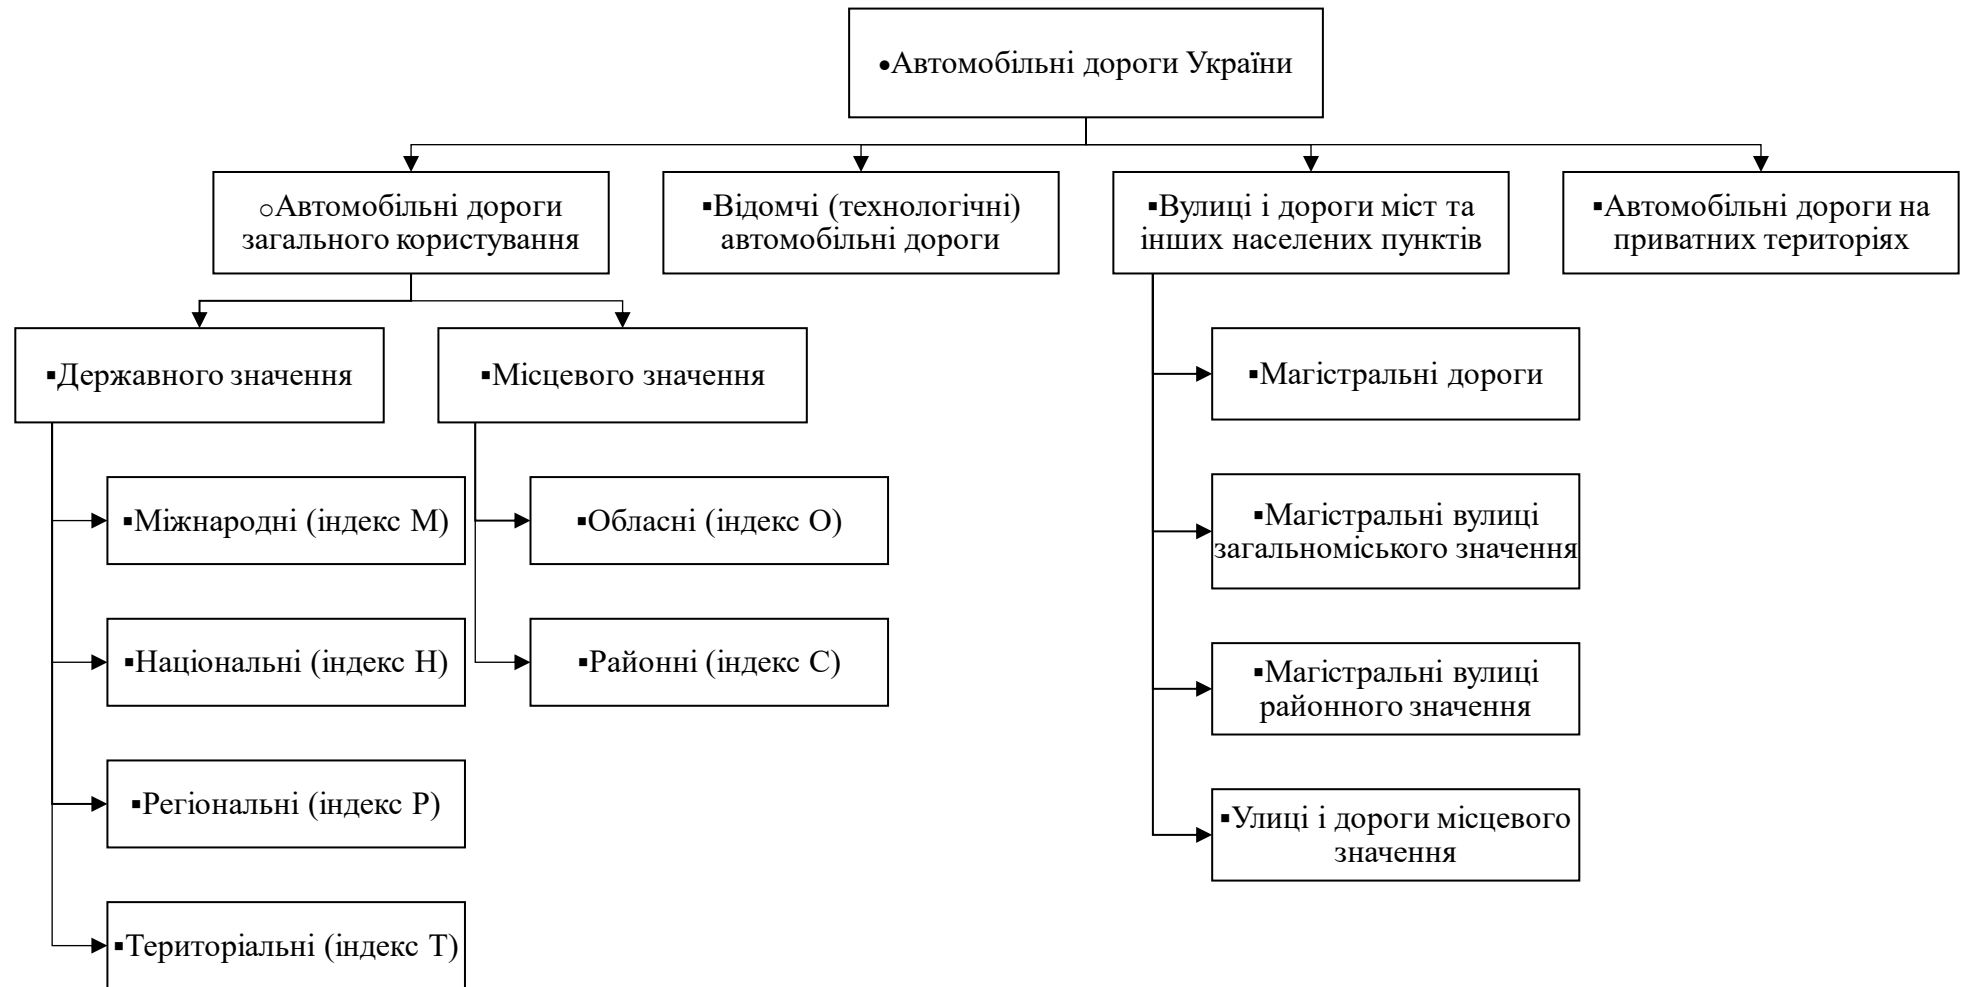 •Автомобільні дороги України
○Автомобільні дороги
загального користування
▪Відомчі (технологічні)
автомобільні дороги
▪Вулиці і дороги міст та
інших населених пунктів
▪Автомобільні дороги на
приватних територіях
▪Державного значення
▪Місцевого значення
▪Міжнародні (індекс М)
▪Національні (індекс Н)
▪Регіональні (індекс Р)
▪Територіальні (індекс Т)
▪Обласні (індекс О)
▪Районні (індекс С)
▪Магістральні дороги
▪Магістральні вулиці
загальноміського значення
▪Магістральні вулиці
районного значення
▪Улиці і дороги місцевого
значення